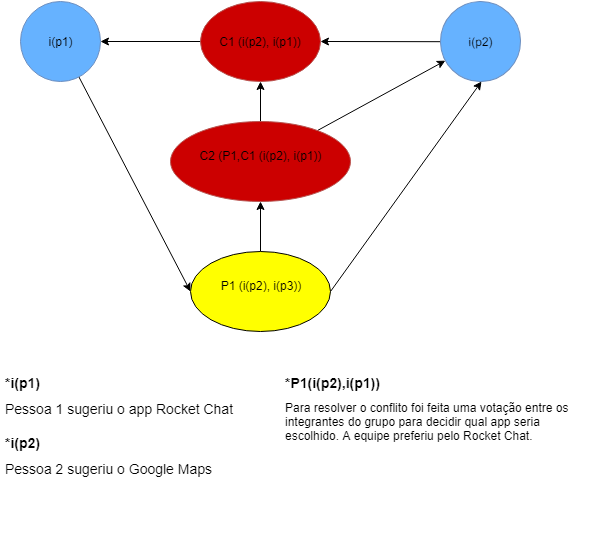 i(p1)
C1 (i(p2), i(p1))
i(p2)
C2 (P1,C1 (i(p2), i(p1))
P1 (i(p2), i(p3))
*i(p1)
Pessoa 1 sugeriu o app Rocket Chat
*i(p2)
Pessoa 2 sugeriu o Google Maps
*P1(i(p2),i(p1))
Para resolver o conflito foi feita uma votação entre os
integrantes do grupo para decidir qual app seria
escolhido. A equipe preferiu pelo Rocket Chat.